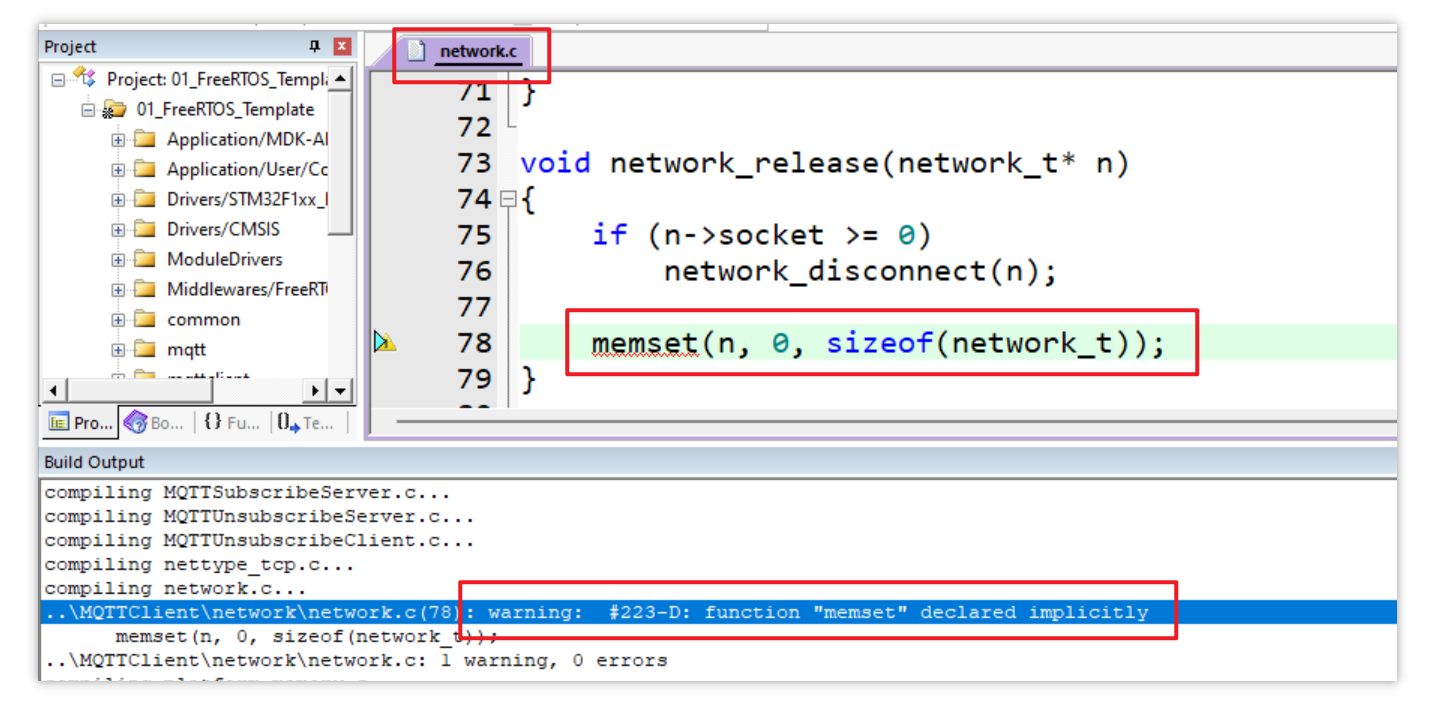 Project
network.c
Project: 01_FreeRTOS_Templa
01_FreeRTOS_Template
Application/MDK-AI
Application/User/Cc
Drivers/STM32F1xx_
Drivers/CMSIS
ModuleDrivers
Middlewares/FreeRT
common
mqtt
mqttclient
Pro...
Bo...
{} Fu...
Te...
71 }
72
73 void network_release(network_t* n)
74 {
75 if (n->socket >= 0)
76 network_disconnect(n);
77
78 memset(n, 0, sizeof(network_t));
79 }
Build Output
compiling MQTTSubscribeServer.c...
compiling MQTTUnsubscribeServer.c...
compiling MQTTUnsubscribeClient.c...
compiling nettype_tcp.c...
compiling network.c...
..\MQTTClient\network\network.c(78): warning:  #223-D: function "memset" declared implicitly
memset(n, 0, sizeof(network_t));
..\MQTTClient\network\network.c: 1 warning, 0 errors